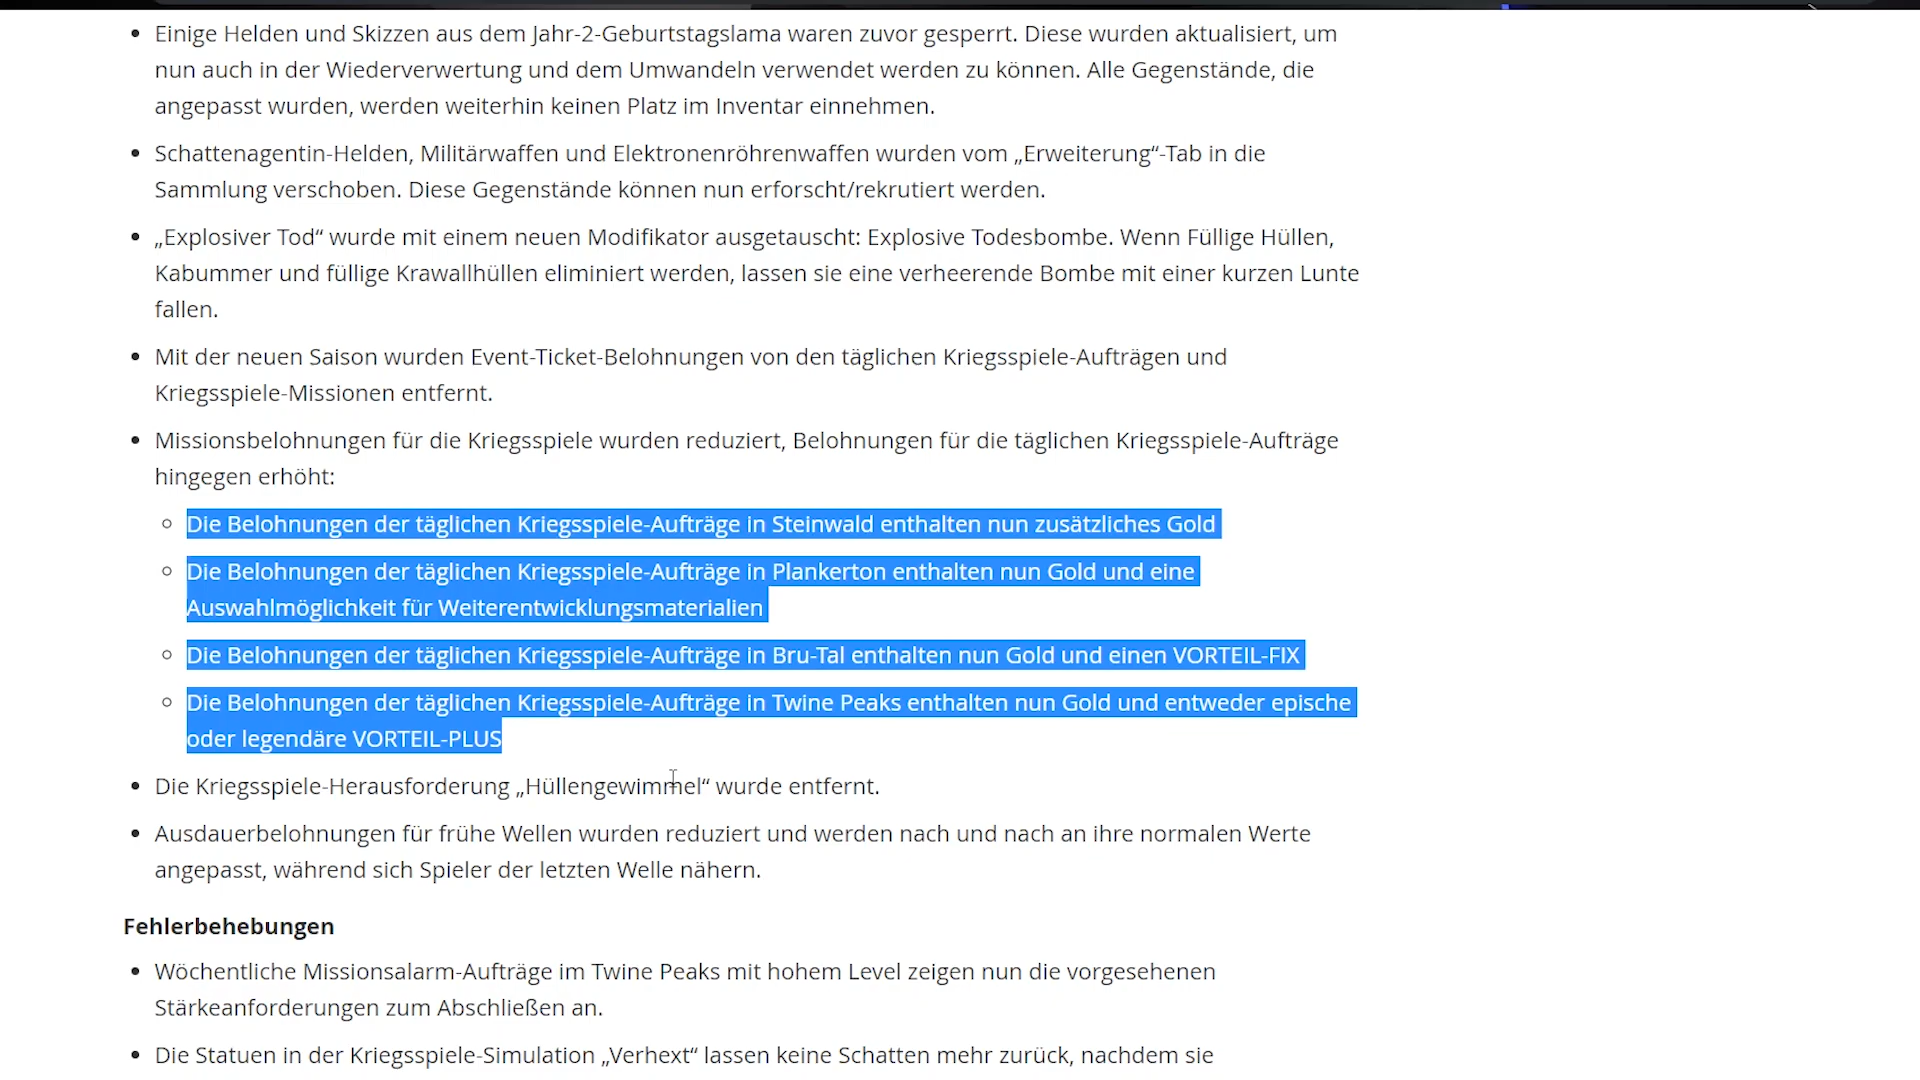 Einige Helden und Skizzen aus dem Jahr-2-Geburtstagslama waren zuvor gesperrt. Diese wurden aktualisiert, um
nun auch in der Wiederverwertung und dem Umwandeln verwendet werden zu können. Alle Gegenstände, die
angepasst wurden, werden weiterhin keinen Platz im Inventar einnehmen.
Schattenagentin-Helden, Militärwaffen und Elektronenröhrenwaffen wurden vom „Erweiterung“-Tab in die
Sammlung verschoben. Diese Gegenstände können nun erforscht/rekrutiert werden.
„Explosiver Tod“ wurde mit einem neuen Modifikator ausgetauscht: Explosive Todesbombe. Wenn Füllige Hüllen,
Kabummer und füllige Krawallhüllen eliminiert werden, lassen sie eine verheerende Bombe mit einer kurzen Lunte
fallen.
Mit der neuen Saison wurden Event-Ticket-Belohnungen von den täglichen Kriegsspiele-Aufträgen und
Kriegsspiele-Missionen entfernt.
Missionsbelohnungen für die Kriegsspiele wurden reduziert, Belohnungen für die täglichen Kriegsspiele-Aufträge
hingegen erhöht:
Die Belohnungen der täglichen Kriegsspiele-Aufträge in Steinwald enthalten nun zusätzliches Gold
Die Belohnungen der täglichen Kriegsspiele-Aufträge in Plankerton enthalten nun Gold und eine
Auswahlmöglichkeit für Weiterentwicklungsmaterialien
Die Belohnungen der täglichen Kriegsspiele-Aufträge in Bru-Tal enthalten nun Gold und einen VORTEIL-FIX
Die Belohnungen der täglichen Kriegsspiele-Aufträge in Twine Peaks enthalten nun Gold und entweder epische
oder legendäre VORTEIL-PLUS
Die Kriegsspiele-Herausforderung „Hüllengewimmel“ wurde entfernt.
Ausdauerbelohnungen für frühe Wellen wurden reduziert und werden nach und nach an ihre normalen Werte
angepasst, während sich Spieler der letzten Welle nähern.
Fehlerbehebungen
Wöchentliche Missionsalarm-Aufträge im Twine Peaks mit hohem Level zeigen nun die vorgesehenen
Stärkeanforderungen zum Abschließen an.
Die Statuen in der Kriegsspiele-Simulation „Verhext“ lassen keine Schatten mehr zurück, nachdem sie